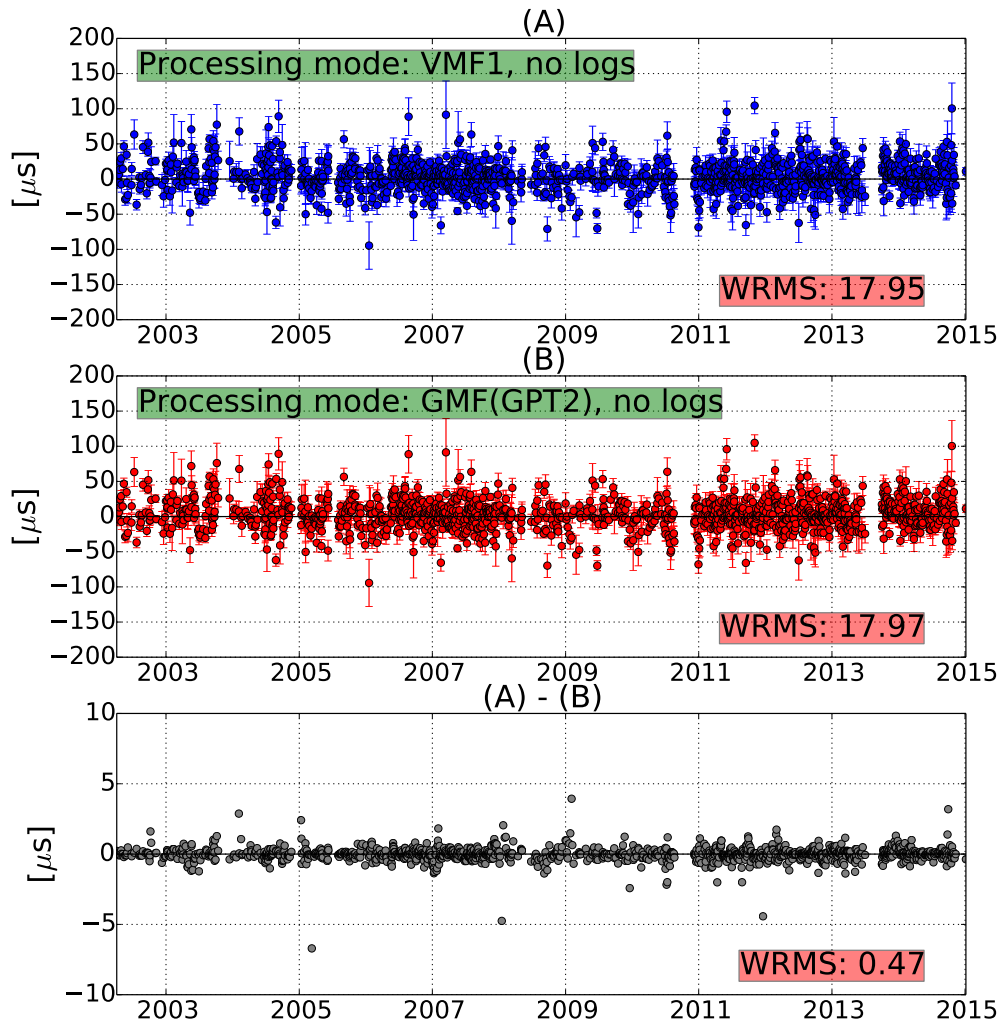 (A)
200
150
100
50
0
−50
−100
−150
−200
[μs]
Processing mode: VMF1, no logs
WRMS: 17.95
2003 2005 2007 2009 2011 2013 2015
(B)
200
150
100
50
0
−50
−100
−150
−200
[μs]
Processing mode: GMF(GPT2), no logs
WRMS: 17.97
2003 2005 2007 2009 2011 2013 2015
(A) - (B)
10
5
0
−5
−10
[μs]
WRMS: 0.47
2003 2005 2007 2009 2011 2013 2015